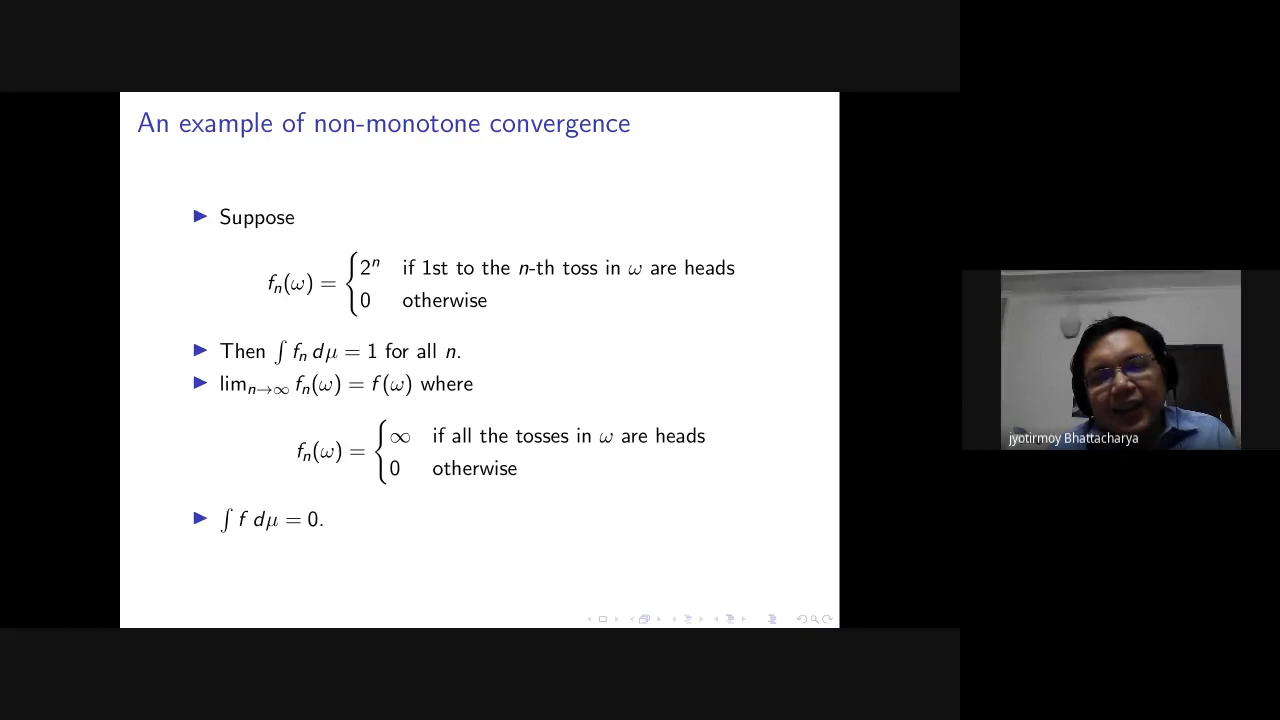 An example of non-monotone convergence
▶ Suppose
fₙ(ω) = { 2ⁿ if 1st to the n-th toss in ω are heads
0 otherwise
▶ Then ∫ fₙ dμ = 1 for all n.
▶ limₙ→∞ fₙ(ω) = f(ω) where
fₙ(ω) = { ∞ if all the tosses in ω are heads
0 otherwise
▶ ∫ f dμ = 0.
jyotirmoy Bhattacharya